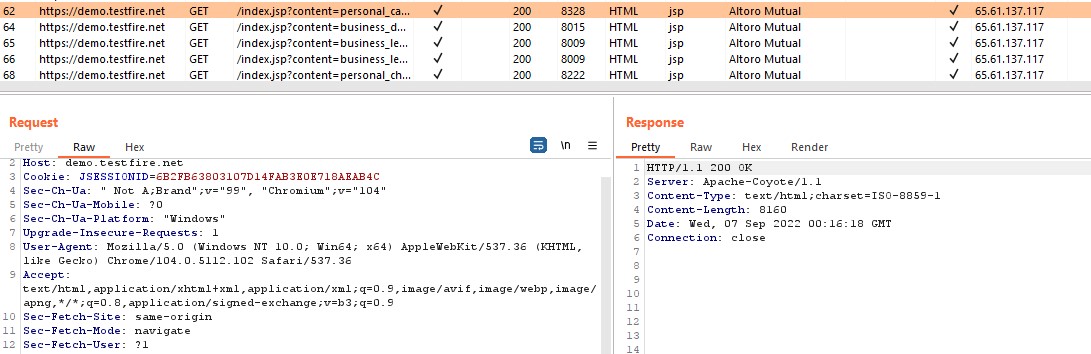 62 https://demo.testfire.net GET /index.jsp?content=personal_ca... ✓ 200 8328 HTML jsp Altoro Mutual ✓ 65.61.137.117
64 https://demo.testfire.net GET /index.jsp?content=business_d... ✓ 200 8015 HTML jsp Altoro Mutual ✓ 65.61.137.117
65 https://demo.testfire.net GET /index.jsp?content=business_le... ✓ 200 8009 HTML jsp Altoro Mutual ✓ 65.61.137.117
66 https://demo.testfire.net GET /index.jsp?content=business_le... ✓ 200 8009 HTML jsp Altoro Mutual ✓ 65.61.137.117
68 https://demo.testfire.net GET /index.jsp?content=personal_ch... ✓ 200 8222 HTML jsp Altoro Mutual ✓ 65.61.137.117
Request
Pretty Raw Hex \n
2 Host: demo.testfire.net
3 Cookie: JSESSIONID=6B2FB63803107D14FAB3E0E718AEAB4C
4 Sec-Ch-Ua: " Not A;Brand";v="99", "Chromium";v="104"
5 Sec-Ch-Ua-Mobile: ?0
6 Sec-Ch-Ua-Platform: "Windows"
7 Upgrade-Insecure-Requests: 1
8 User-Agent: Mozilla/5.0 (Windows NT 10.0; Win64; x64) AppleWebKit/537.36 (KHTML,
like Gecko) Chrome/104.0.5112.102 Safari/537.36
9 Accept:
text/html,application/xhtml+xml,application/xml;q=0.9,image/avif,image/webp,image/
apng,*/*;q=0.8,application/signed-exchange;v=b3;q=0.9
10 Sec-Fetch-Site: same-origin
11 Sec-Fetch-Mode: navigate
12 Sec-Fetch-User: ?1
Response
Pretty Raw Hex Render
1 HTTP/1.1 200 OK
2 Server: Apache-Coyote/1.1
3 Content-Type: text/html;charset=ISO-8859-1
4 Content-Length: 8160
5 Date: Wed, 07 Sep 2022 00:16:18 GMT
6 Connection: close
7
8
9
10
11
12
13
14